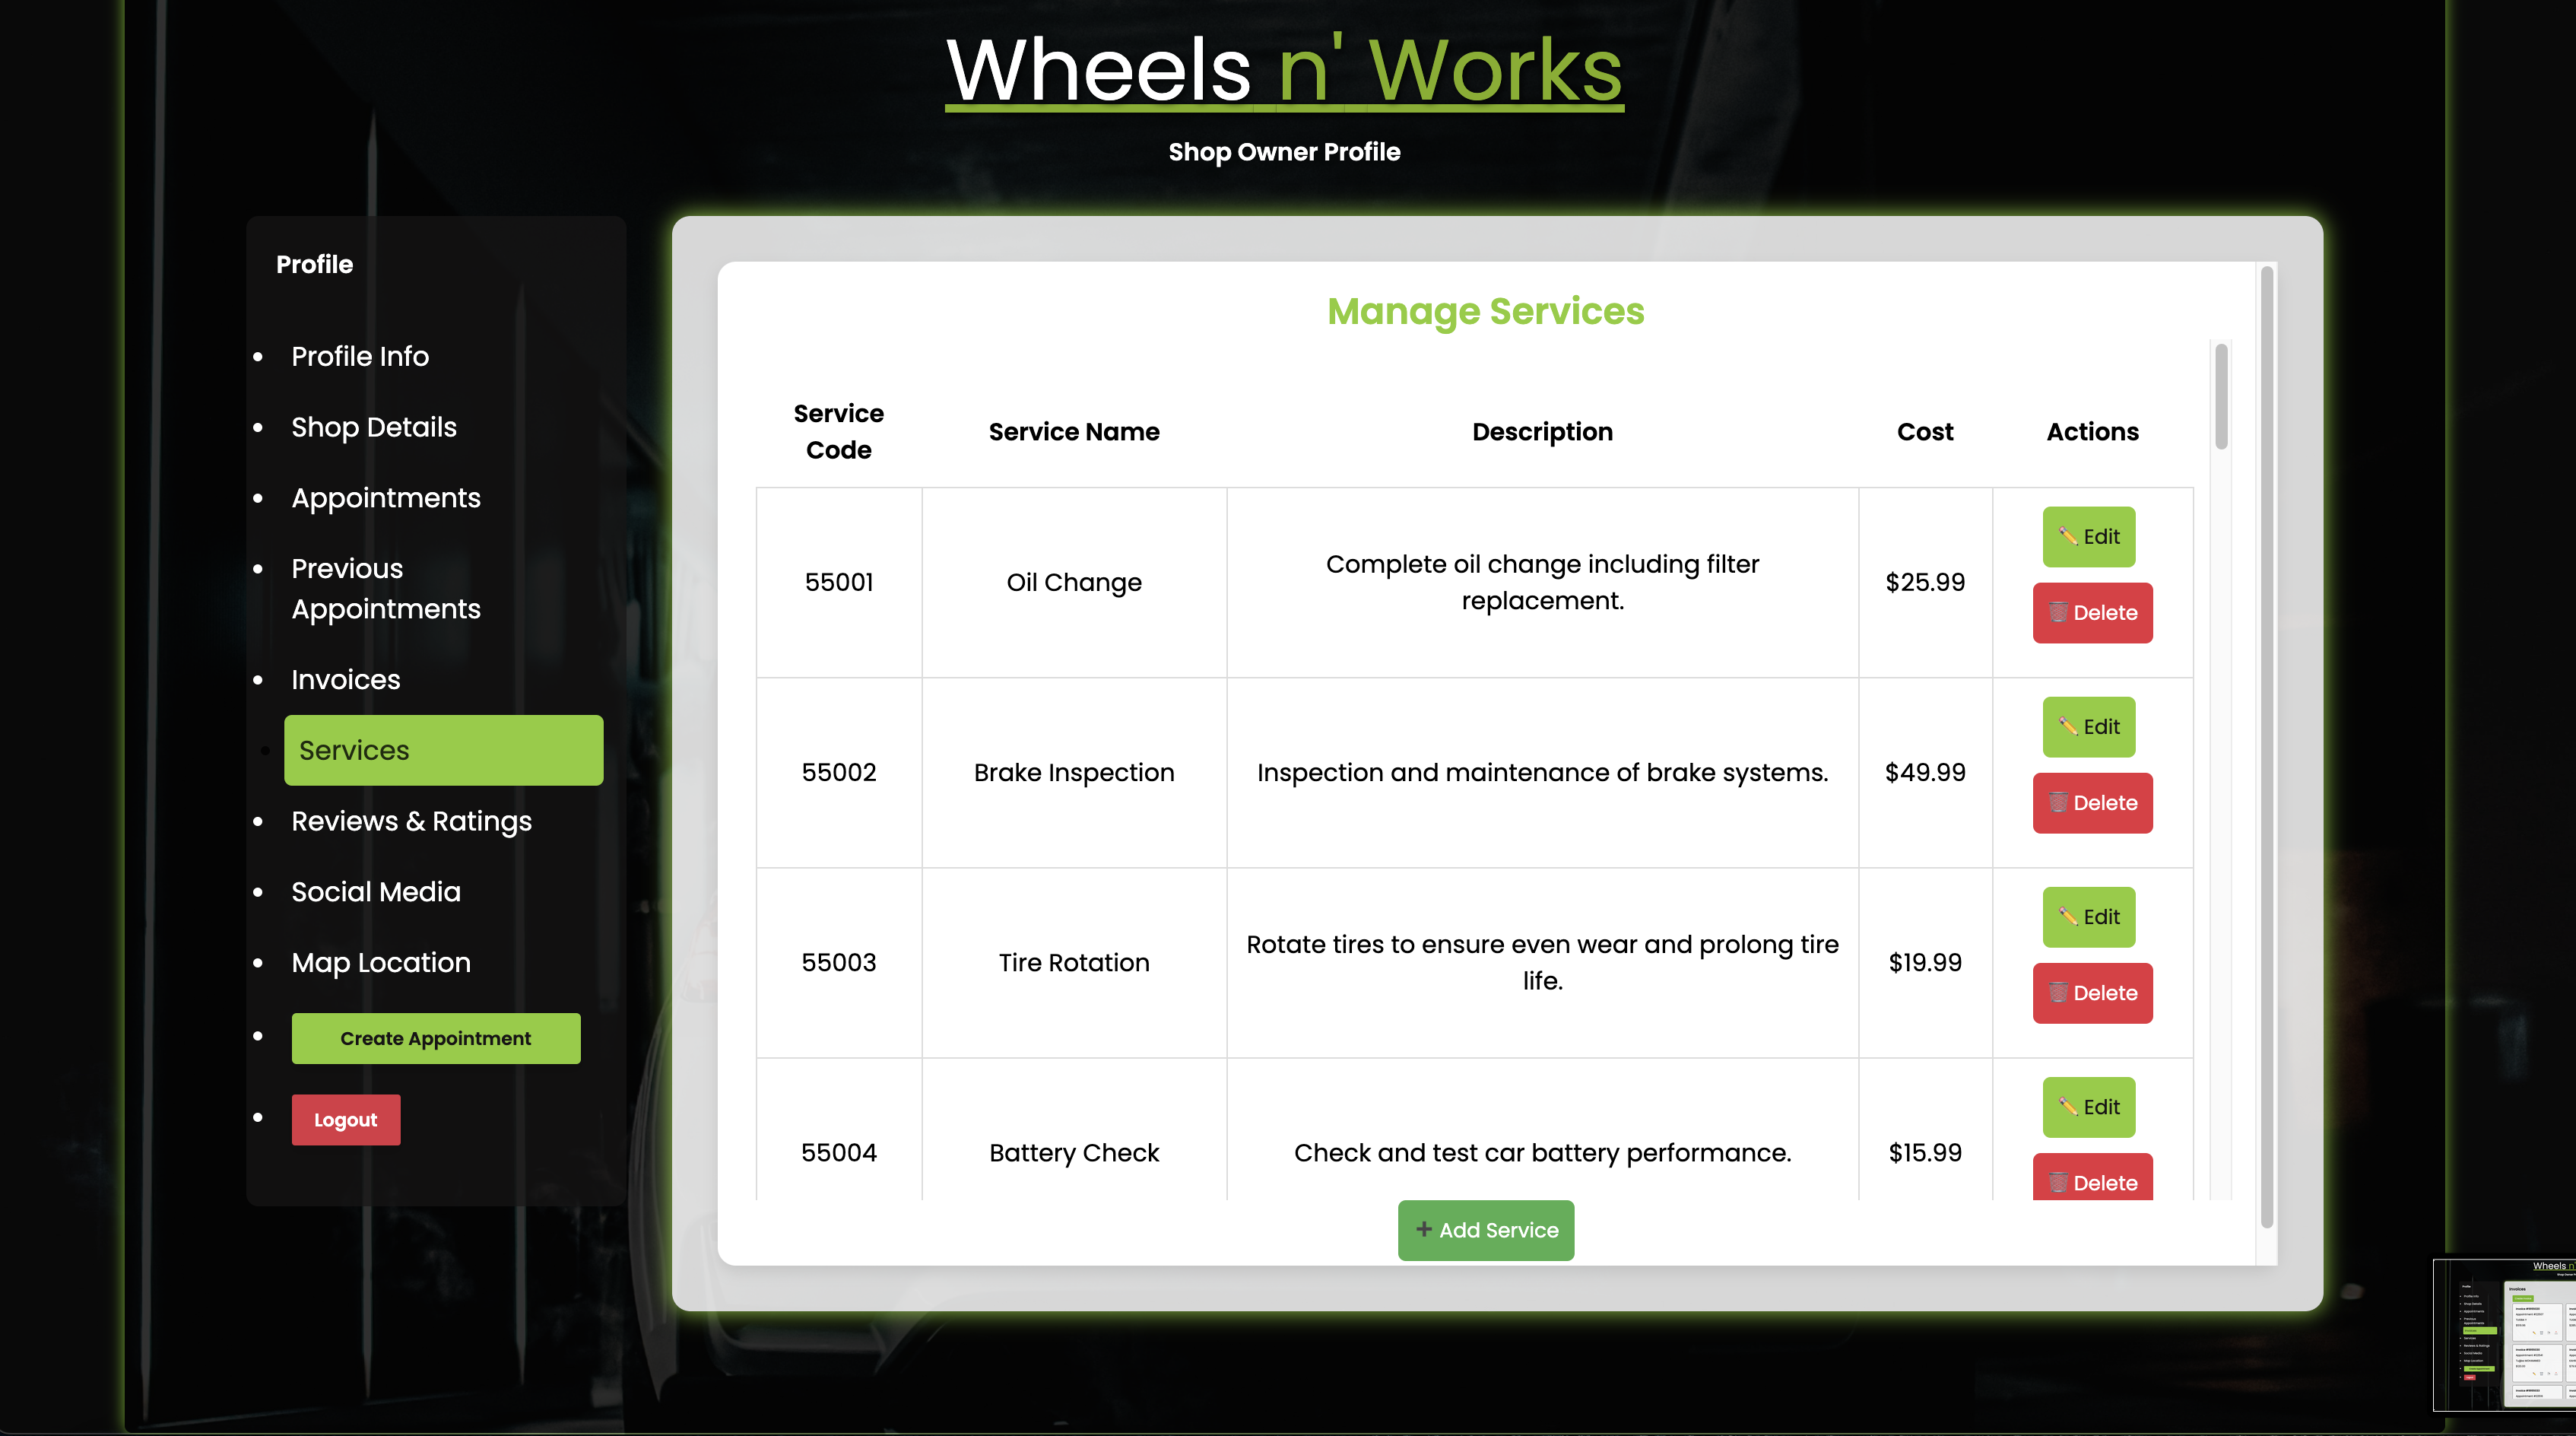 Wheels n' Works
Shop Owner Profile
Profile
Profile Info
Shop Details
Appointments
Previous
Appointments
Invoices
Services
Reviews & Ratings
Social Media
Map Location
Create Appointment
Logout
Manage Services
Service
Code
Service Name
Description
Cost
Actions
55001
Oil Change
Complete oil change including filter
replacement.
$25.99
Edit
Delete
55002
Brake Inspection
Inspection and maintenance of brake systems.
$49.99
Edit
Delete
55003
Tire Rotation
Rotate tires to ensure even wear and prolong tire
life.
$19.99
Edit
Delete
55004
Battery Check
Check and test car battery performance.
$15.99
Edit
Delete
+ Add Service
Wheels n'